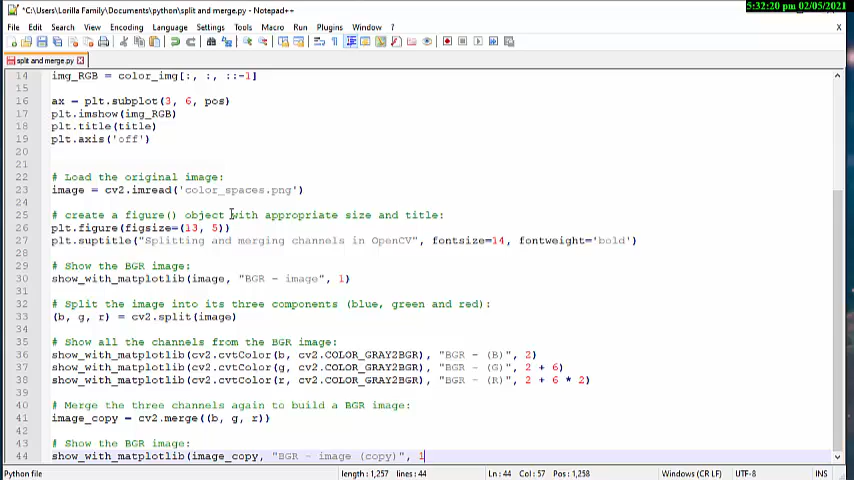 *C:\Users\Lorilla Family\Documents\python\split and merge.py - Notepad++
5:32:20 pm 02/05/2021
File Edit Search View Encoding Language Settings Tools Macro Run Plugins Window ?
X
split and merge.py
14 img_RGB = color_img[:, :, ::-1]
15
16 ax = plt.subplot(3, 6, pos)
17 plt.imshow(img_RGB)
18 plt.title(title)
19 plt.axis('off')
20
21
22 # Load the original image:
23 image = cv2.imread('color_spaces.png')
24
25 # create a figure() object with appropriate size and title:
26 plt.figure(figsize=(13, 5))
27 plt.suptitle("Splitting and merging channels in OpenCV", fontsize=14, fontweight='bold')
28
29 # Show the BGR image:
30 show_with_matplotlib(image, "BGR - image", 1)
31
32 # Split the image into its three components (blue, green and red):
33 (b, g, r) = cv2.split(image)
34
35 # Show all the channels from the BGR image:
36 show_with_matplotlib(cv2.cvtColor(b, cv2.COLOR_GRAY2BGR), "BGR - (B)", 2)
37 show_with_matplotlib(cv2.cvtColor(g, cv2.COLOR_GRAY2BGR), "BGR - (G)", 2 + 6)
38 show_with_matplotlib(cv2.cvtColor(r, cv2.COLOR_GRAY2BGR), "BGR - (R)", 2 + 6 * 2)
39
40 # Merge the three channels again to build a BGR image:
41 image_copy = cv2.merge((b, g, r))
42
43 # Show the BGR image:
44 show_with_matplotlib(image_copy, "BGR - image (copy)", 1
Python file length : 1,257 lines : 44 Ln : 44 Col : 57 Pos : 1,258 Windows (CR LF) UTF-8 INS